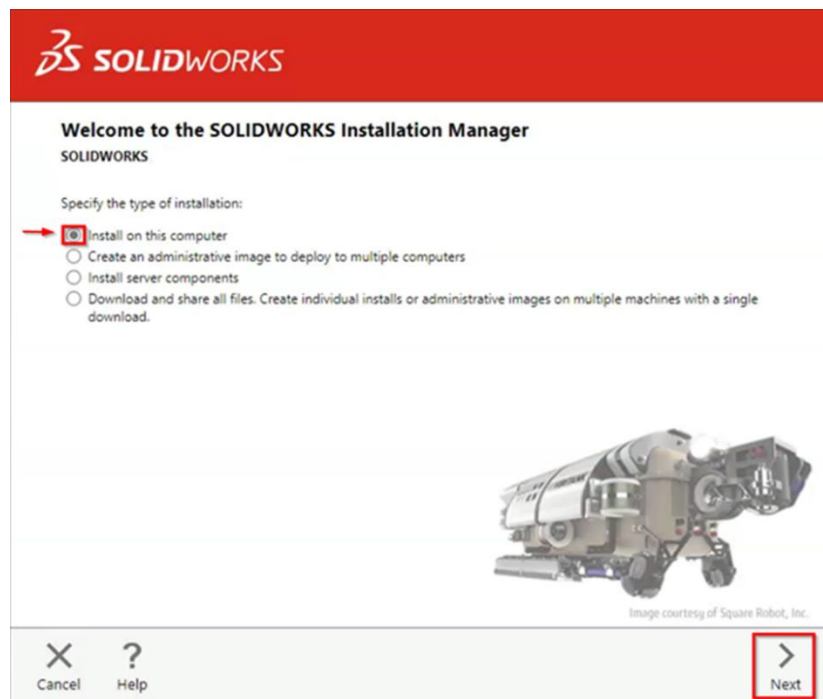 SOLIDWORKS
Welcome to the SOLIDWORKS Installation Manager
SOLIDWORKS
Specify the type of installation:
Install on this computer
Create an administrative image to deploy to multiple computers
Install server components
Download and share all files. Create individual installs or administrative images on multiple machines with a single
download.
Image courtesy of Square Robot, Inc.
Cancel
Help
Next